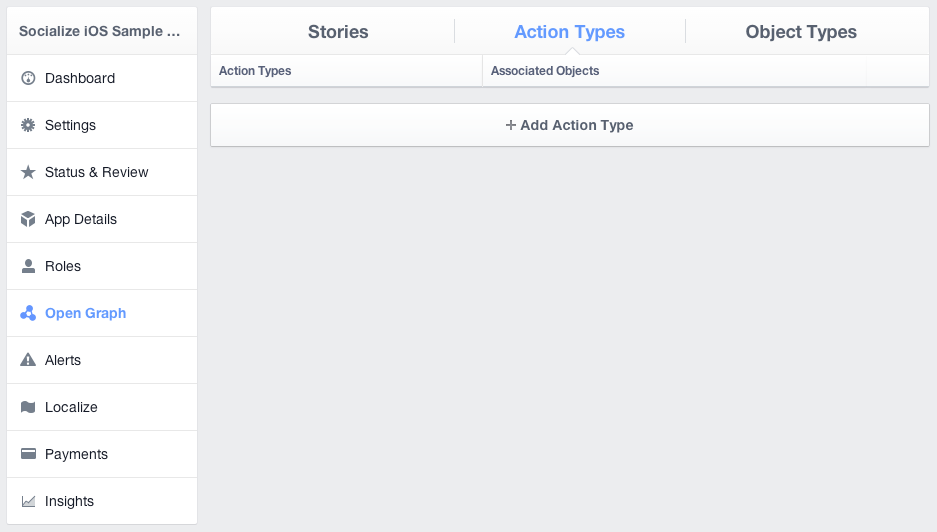 Socialize iOS Sample ...
Dashboard
Settings
Status & Review
App Details
Roles
Open Graph
Alerts
Localize
Payments
Insights
Stories Action Types Object Types
Action Types Associated Objects
+ Add Action Type